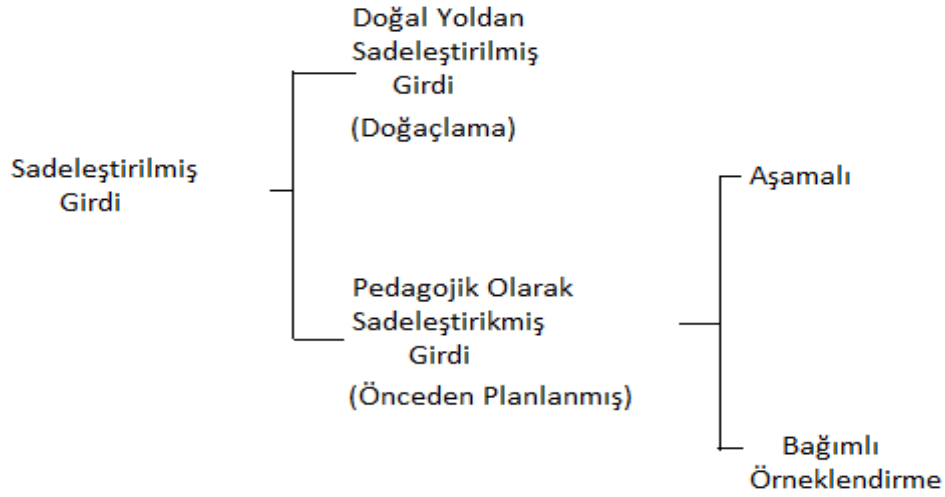 Sadeleştirilmiş
Girdi
Doğal Yoldan
Sadeleştirilmiş
Girdi
(Doğaçlama)
Pedagojik Olarak
Sadeleştirikmiş
Girdi
(Önceden Planlanmış)
Aşamalı
Bağımlı
Örneklendirme